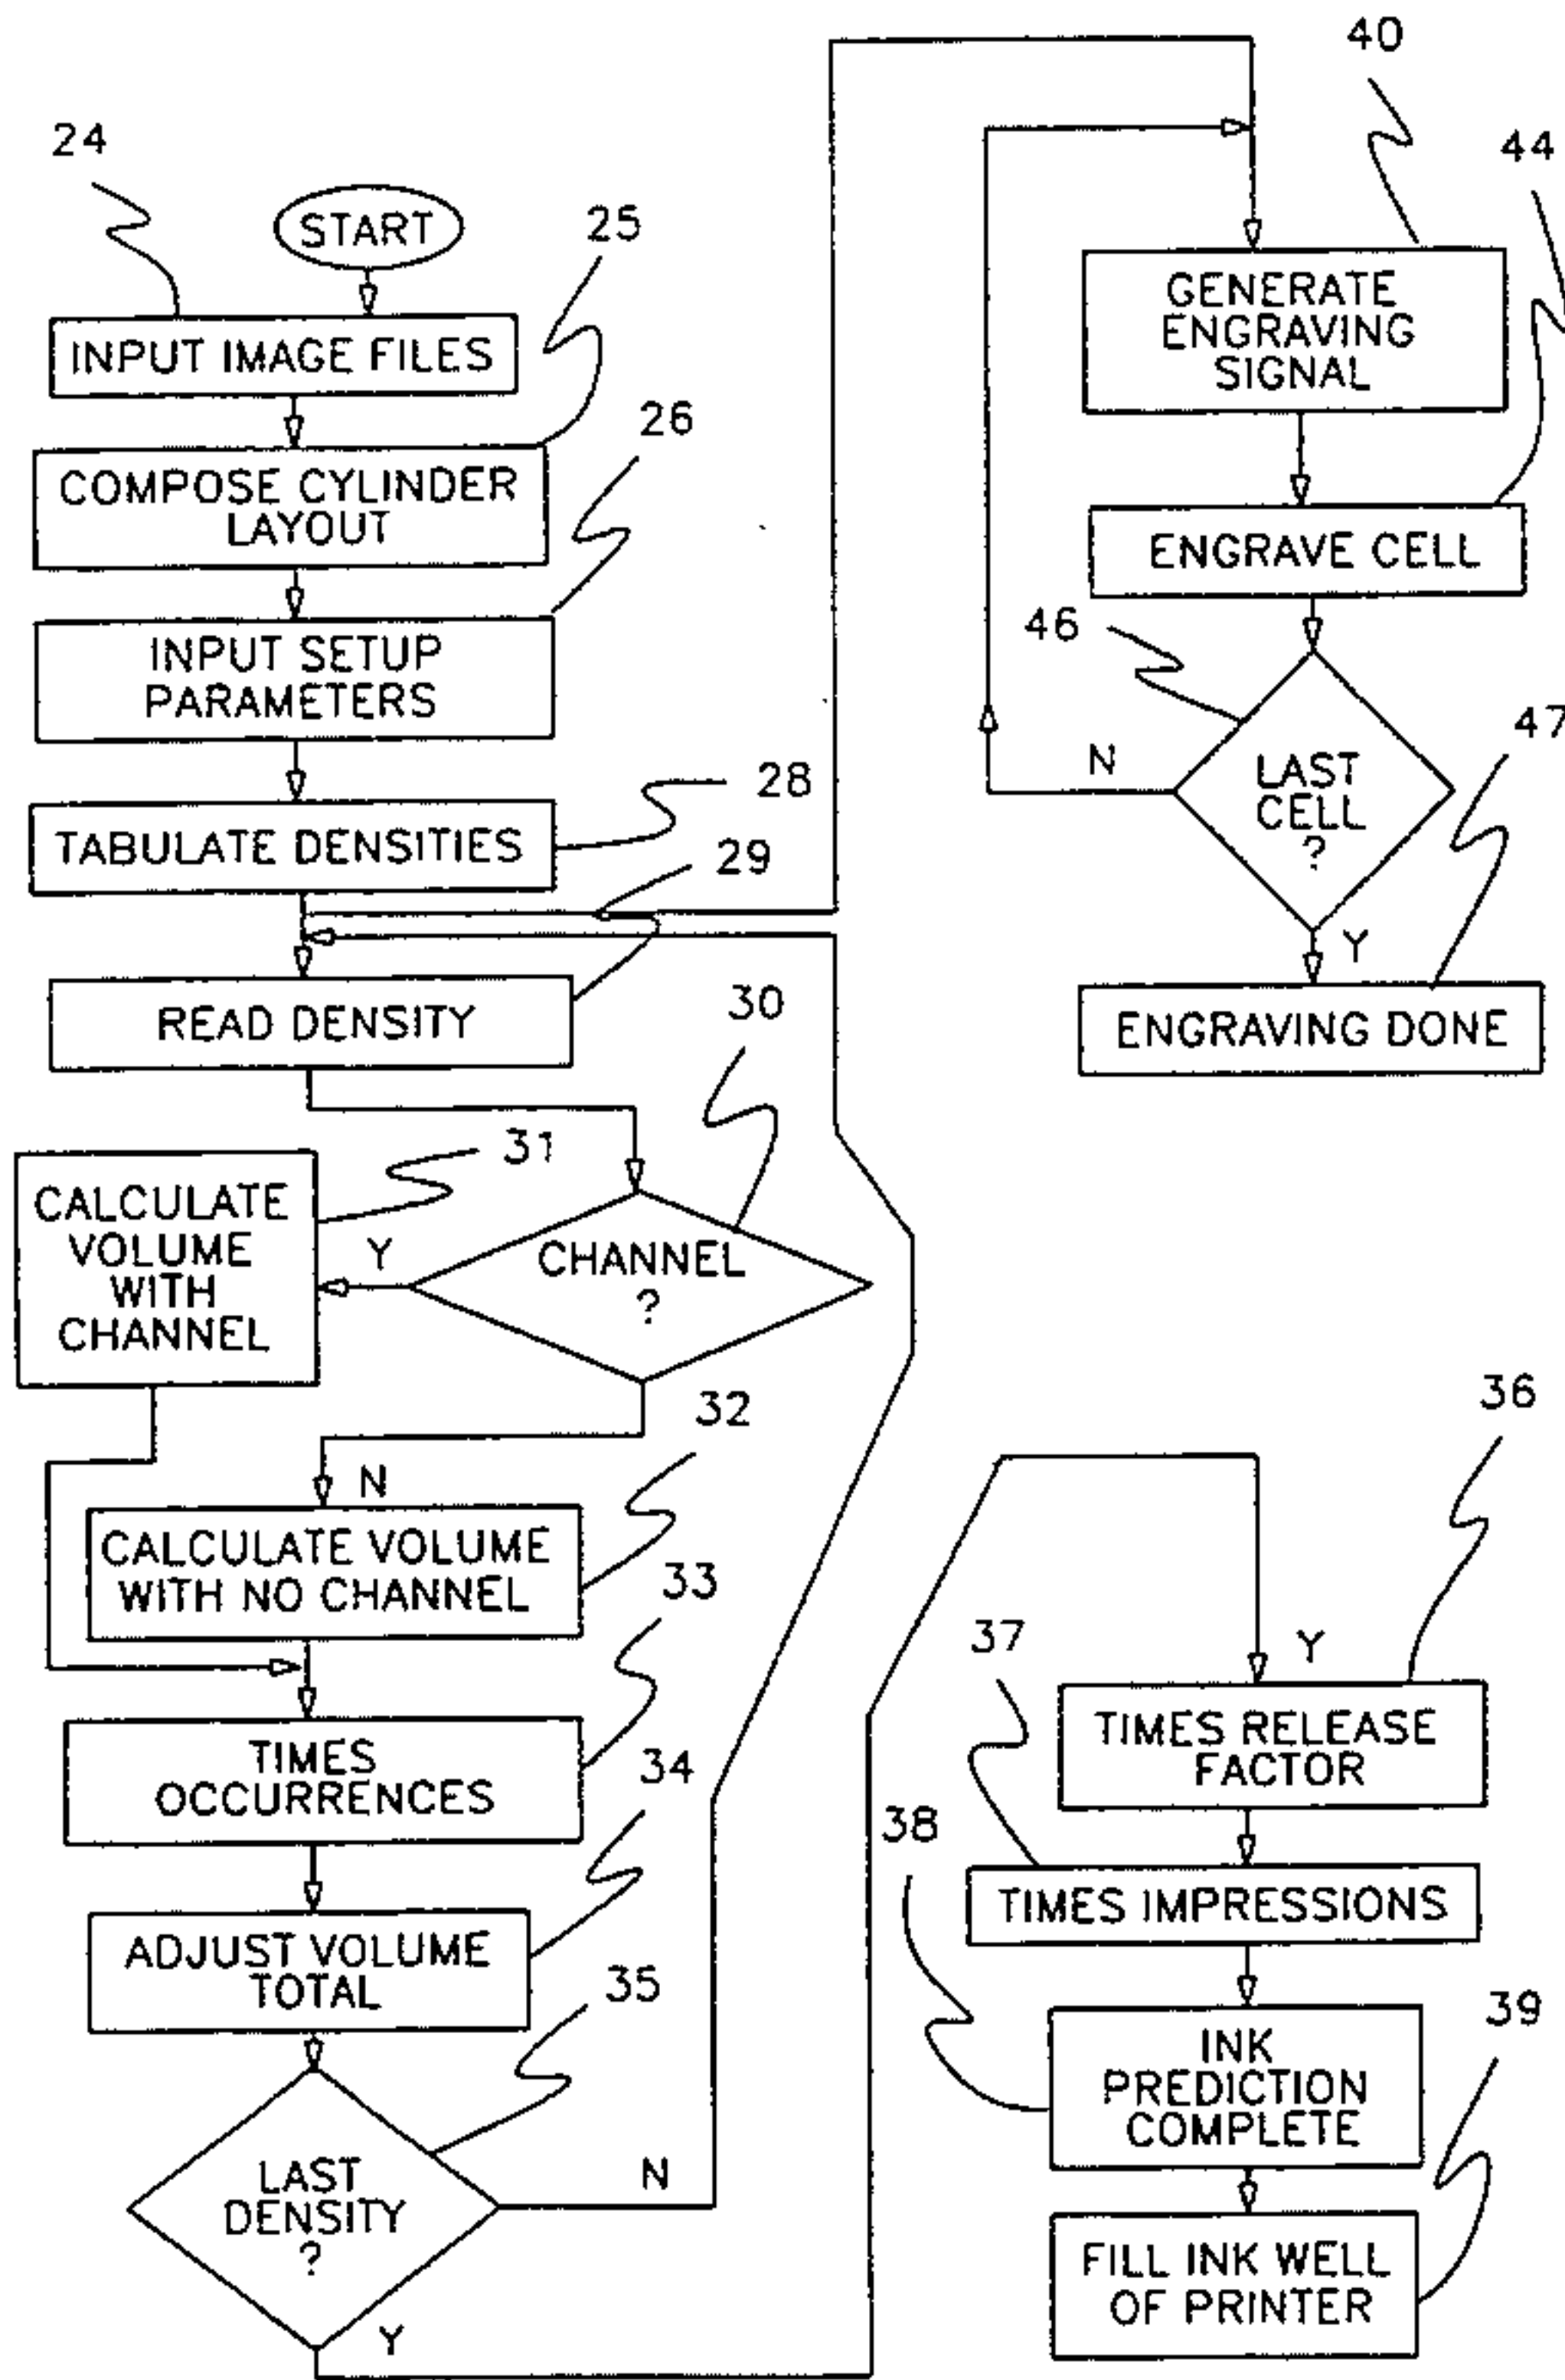 24
START
25
INPUT IMAGE FILES
COMPOSE CYLINDER
LAYOUT
26
INPUT SETUP
PARAMETERS
28
TABULATE DENSITIES
29
READ DENSITY
30
CHANNEL
?
Y
31
CALCULATE
VOLUME
WITH
CHANNEL
32
N
CALCULATE VOLUME
WITH NO CHANNEL
33
TIMES
OCCURRENCES
34
ADJUST VOLUME
TOTAL
35
LAST
DENSITY
?
N
Y
40
GENERATE
ENGRAVING
SIGNAL
44
ENGRAVE CELL
46
LAST
CELL
?
N
Y
47
ENGRAVING DONE
36
Y
TIMES RELEASE
FACTOR
37
TIMES IMPRESSIONS
38
INK
PREDICTION
COMPLETE
39
FILL INK WELL
OF PRINTER